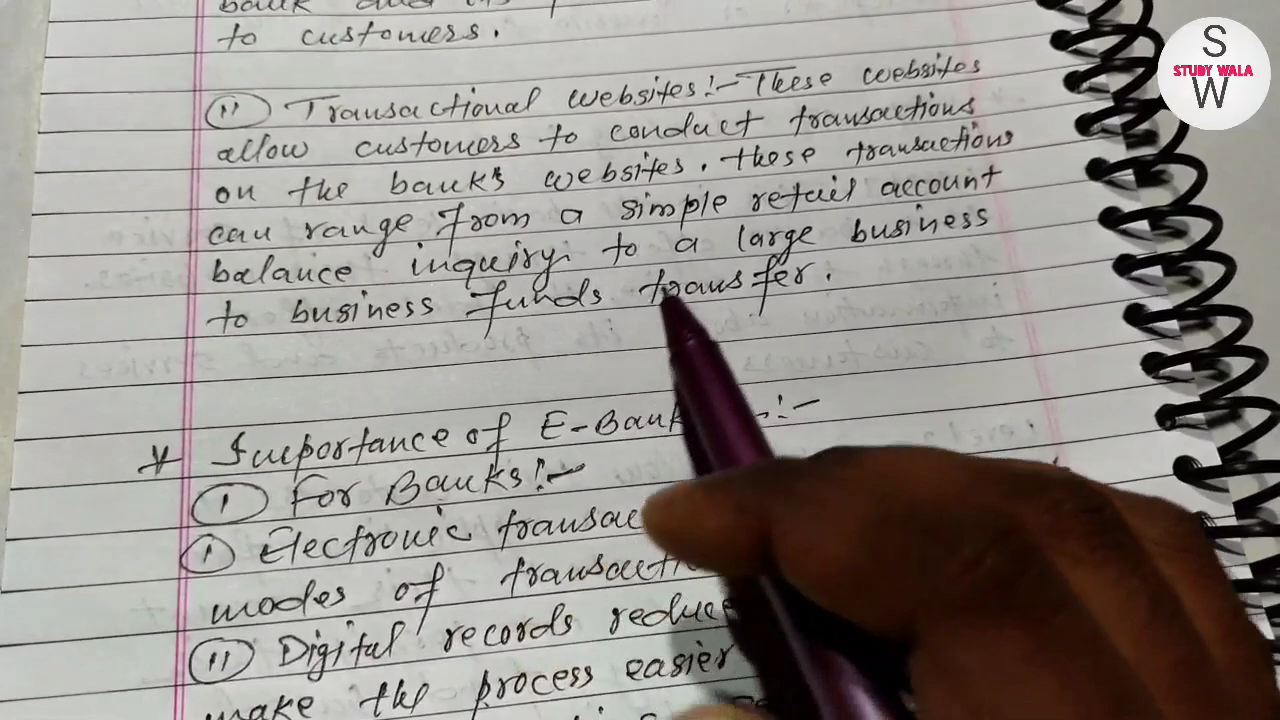 to customers.
(ii) Transactional websites:- These websites
allow customers to conduct transactions
on the bank's websites. these transactions
can range from a simple retail account
balance inquiry to a large business
to business funds transfer.
* Importance of E-Bank :-
(I) For Banks:-
(i) Electronic transac
modes of transacti
(ii) Digital records reduce
make the process easier
S
STUDY WALA
W